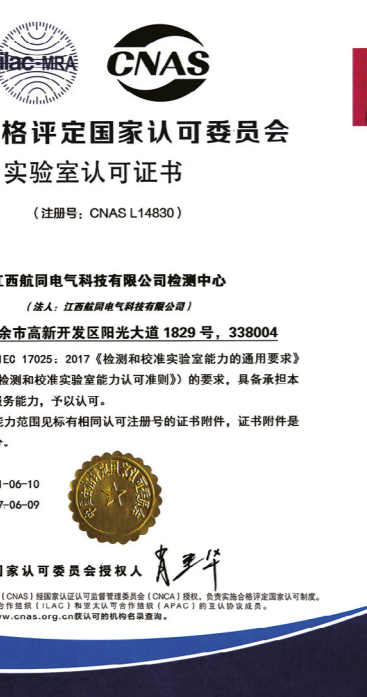 ilac-MRA
CNAS
格评定国家认可委员会
实验室认可证书
（注册号：CNAS L14830）
江西航同电气科技有限公司检测中心
（法人：江西航同电气科技有限公司）
余市高新开发区阳光大道 1829 号，338004
IEC 17025：2017《检测和校准实验室能力的通用要求》
检测和校准实验室能力认可准则》）的要求，具备承担本
服务能力，予以认可。
能力范围见标有相同认可注册号的证书附件，证书附件是
分。
1-06-10
7-06-09
国家认可委员会授权人
（CNAS）经国家认证认可监督管理委员会（CNCA）授权，负责实施合格评定国家认可制度。
合作组织（ILAC）和亚太认可合作组织（APAC）的互认协议成员。
ww.cnas.org.cn获认可的机构名录查询。